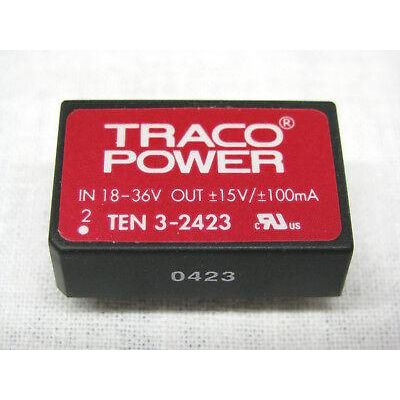 TRACO®
POWER
IN 18-36V OUT ±15V/±100mA
2 TEN 3-2423 c UL us
0423